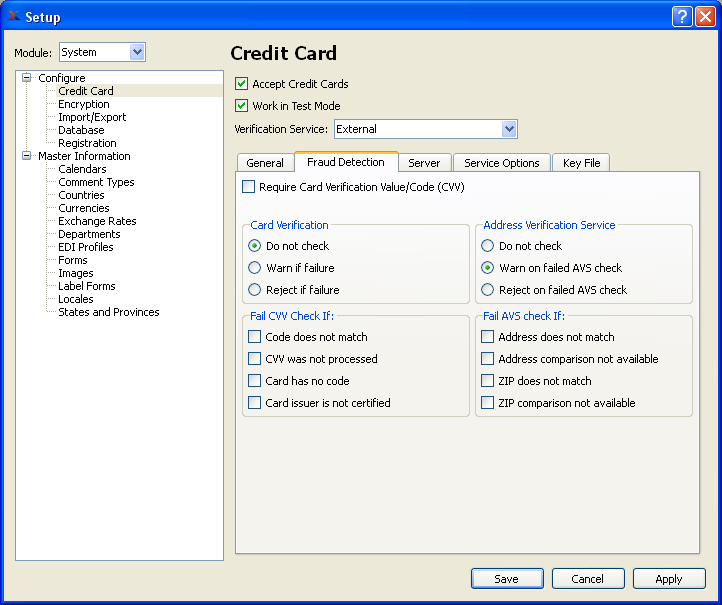 Setup
Module: System
Configure
Credit Card
Encryption
Import/Export
Database
Registration
Master Information
Calendars
Comment Types
Countries
Currencies
Exchange Rates
Departments
EDI Profiles
Forms
Images
Label Forms
Locales
States and Provinces
Credit Card
Accept Credit Cards
Work in Test Mode
Verification Service: External
General Fraud Detection Server Service Options Key File
Require Card Verification Value/Code (CVV)
Card Verification
Do not check
Warn if failure
Reject if failure
Address Verification Service
Do not check
Warn on failed AVS check
Reject on failed AVS check
Fail CVV Check If:
Code does not match
CVV was not processed
Card has no code
Card issuer is not certified
Fail AVS check If:
Address does not match
Address comparison not available
ZIP does not match
ZIP comparison not available
Save Cancel Apply